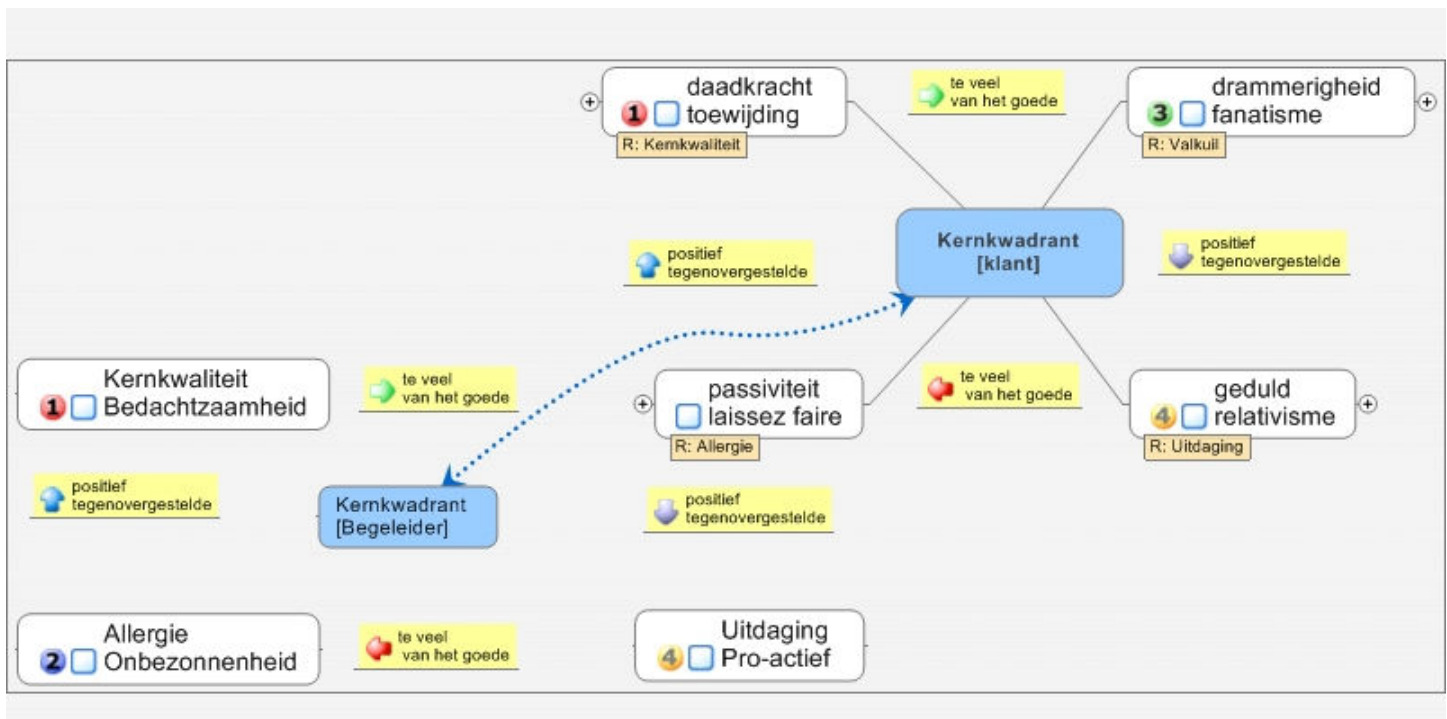 daadkracht
1 toewijding
R: Kernkwaliteit
te veel
van het goede
drammerigheid
3 fanatisme
R: Valkuil
Kernkwadrant
[klant]
positief
tegenovergestelde
positief
tegenovergestelde
Kernkwaliteit
1 Bedachtzaamheid
te veel
van het goede
passiviteit
laissez faire
R: Allergie
te veel
van het goede
geduld
4 relativisme
R: Uitdaging
positief
tegenovergestelde
Kernkwadrant
[Begeleider]
positief
tegenovergestelde
Allergie
2 Onbezonnenheid
te veel
van het goede
Uitdaging
4 Pro-actief